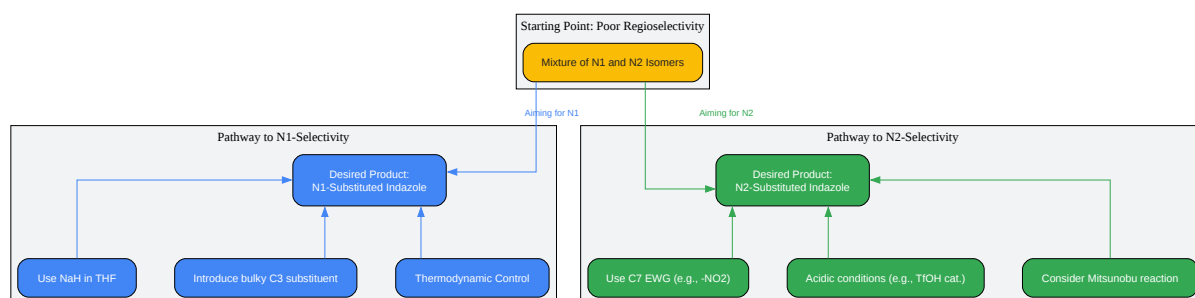 Starting Point: Poor Regioselectivity
Mixture of N1 and N2 Isomers
Aiming for N1
Aiming for N2
Pathway to N1-Selectivity
Desired Product:
N1-Substituted Indazole
Use NaH in THF
Introduce bulky C3 substituent
Thermodynamic Control
Pathway to N2-Selectivity
Desired Product:
N2-Substituted Indazole
Use C7 EWG (e.g., -NO2)
Acidic conditions (e.g., TfOH cat.)
Consider Mitsunobu reaction